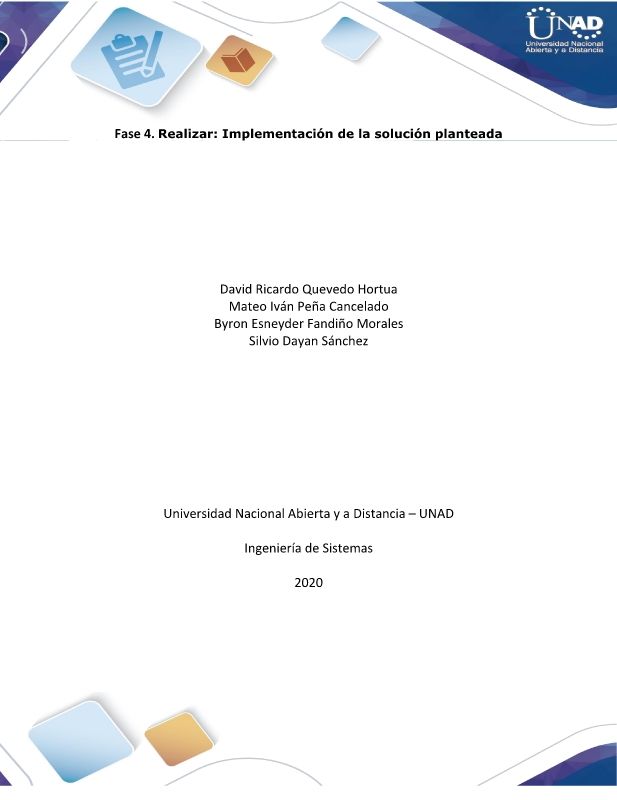 UNAD
Universidad Nacional
Abierta y a Distancia
Fase 4. Realizar: Implementación de la solución planteada
David Ricardo Quevedo Hortua
Mateo Iván Peña Cancelado
Byron Esneyder Fandiño Morales
Silvio Dayan Sánchez
Universidad Nacional Abierta y a Distancia – UNAD
Ingeniería de Sistemas
2020